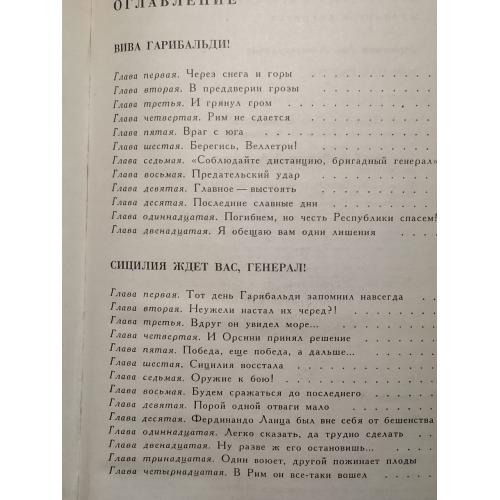 ОГЛАВЛЕНИЕ
ВИВА ГАРИБАЛЬДИ!
Глава первая. Через снега и горы . . . . . . . . .
Глава вторая. В преддверии грозы . . . . . . . . .
Глава третья. И грянул гром . . . . . . . . . . .
Глава четвертая. Рим не сдается . . . . . . . . . .
Глава пятая. Враг с юга . . . . . . . . . . . .
Глава шестая. Берегись, Веллетри! . . . . . . . . .
Глава седьмая. «Соблюдайте дистанцию, бригадный генерал»
Глава восьмая. Предательский удар . . . . . . . . .
Глава девятая. Главное — выстоять . . . . . . . . .
Глава десятая. Последние славные дни . . . . . . . .
Глава одиннадцатая. Погибнем, но честь Республики спасем!
Глава двенадцатая. Я обещаю вам одни лишения . . . .
СИЦИЛИЯ ЖДЕТ ВАС, ГЕНЕРАЛ!
Глава первая. Тот день Гарибальди запомнил навсегда . .
Глава вторая. Неужели настал их черед?! . . . . . . .
Глава третья. Вдруг он увидел море... . . . . . . . .
Глава четвертая. И Орсини принял решение . . . . . .
Глава пятая. Победа, еще победа, а дальше... . . . . .
Глава шестая. Сицилия восстала . . . . . . . . . .
Глава седьмая. Оружие к бою! . . . . . . . . . . .
Глава восьмая. Будем сражаться до последнего . . . . .
Глава девятая. Порой одной отваги мало . . . . . . .
Глава десятая. Фердинандо Ланца был вне себя от бешенства
Глава одиннадцатая. Легко сказать, да трудно сделать . .
Глава двенадцатая. Ну разве ж его остановишь... . . . .
Глава тринадцатая. Один воюет, другой пожинает плоды
Глава четырнадцатая. В Рим он все-таки вошел . . . .